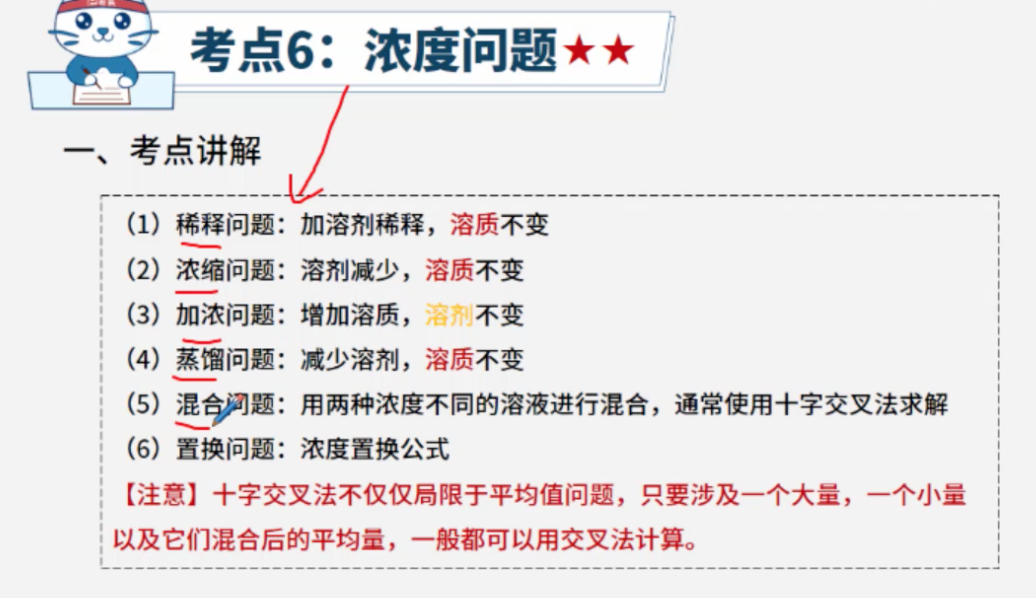 考点6：浓度问题★★
一、考点讲解
（1）稀释问题：加溶剂稀释，溶质不变
（2）浓缩问题：溶剂减少，溶质不变
（3）加浓问题：增加溶质，溶剂不变
（4）蒸馏问题：减少溶剂，溶质不变
（5）混合问题：用两种浓度不同的溶液进行混合，通常使用十字交叉法求解
（6）置换问题：浓度置换公式
【注意】十字交叉法不仅仅局限于平均值问题，只要涉及一个大量，一个小量
以及它们混合后的平均量，一般都可以用交叉法计算。